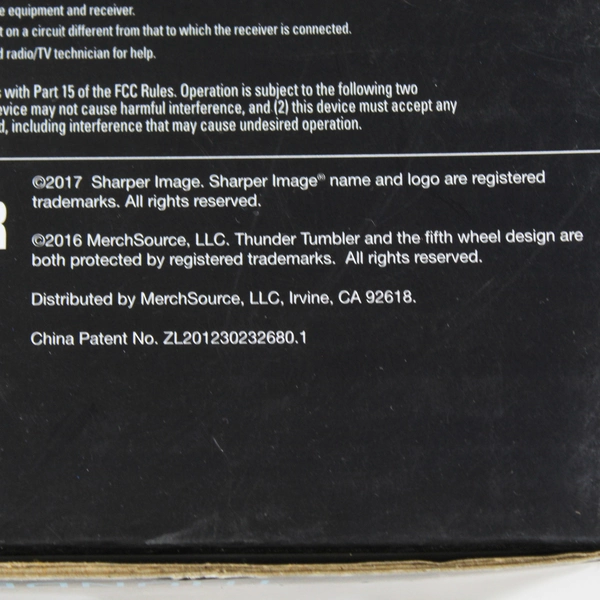 e equipment and receiver.
t on a circuit different from that to which the receiver is connected.
d radio/TV technician for help.
s with Part 15 of the FCC Rules. Operation is subject to the following two
evice may not cause harmful interference, and (2) this device must accept any
d, including interference that may cause undesired operation.
©2017 Sharper Image. Sharper Image® name and logo are registered
trademarks. All rights reserved.
R
©2016 MerchSource, LLC. Thunder Tumbler and the fifth wheel design are
both protected by registered trademarks. All rights reserved.
Distributed by MerchSource, LLC, Irvine, CA 92618.
China Patent No. ZL201230232680.1